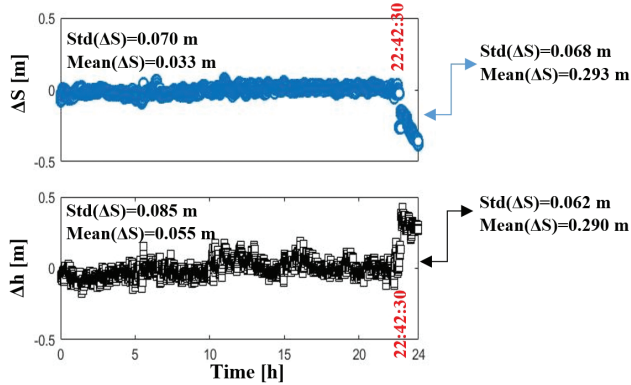 0.5
Std(ΔS)=0.070 m
Mean(ΔS)=0.033 m
22:42:30
Std(ΔS)=0.068 m
Mean(ΔS)=0.293 m
ΔS [m]
0
-0.5
0.5
Std(ΔS)=0.085 m
Mean(ΔS)=0.055 m
Std(ΔS)=0.062 m
Mean(ΔS)=0.290 m
Δh [m]
0
22:42:30
-0.5
0 5 10 15 20 24
Time [h]